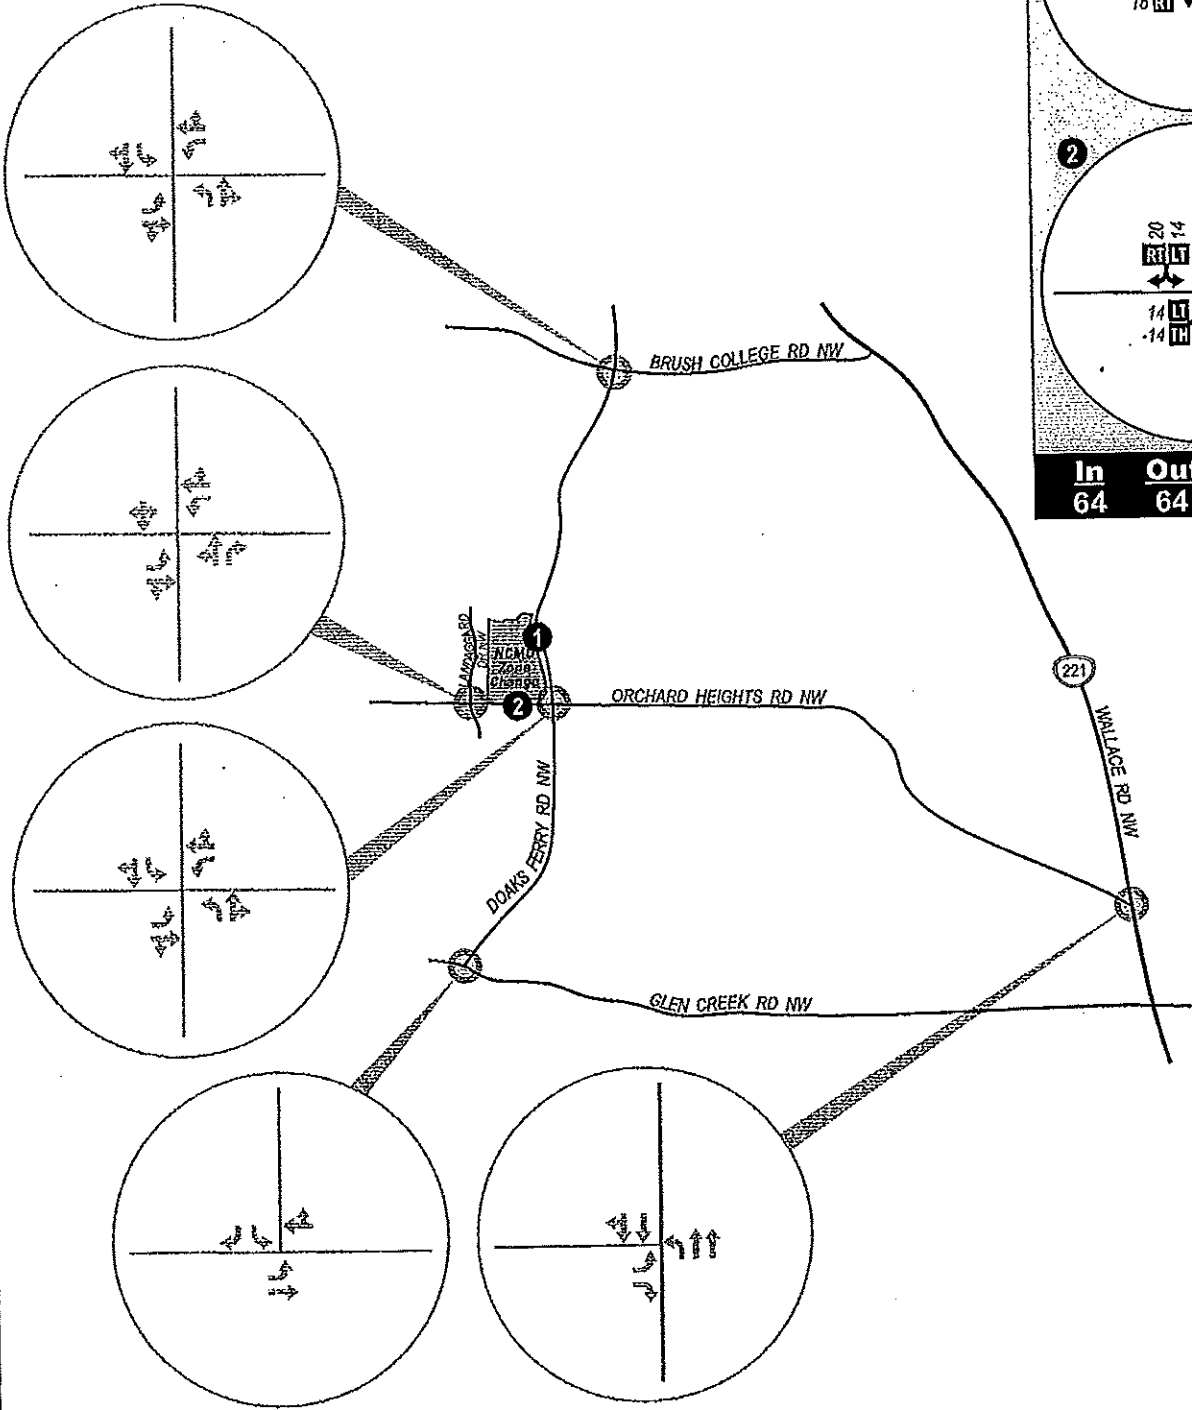 18 RT
2
20
14
RT LT
14 LT
-14 TH
In Out
64 64
BRUSH COLLEGE RD NW
LANDAGGARD
DR NW
1
NCMU
Zone
Change
2
ORCHARD HEIGHTS RD NW
221
WALLACE RD NW
DOAKS FERRY RD NW
GLEN CREEK RD NW